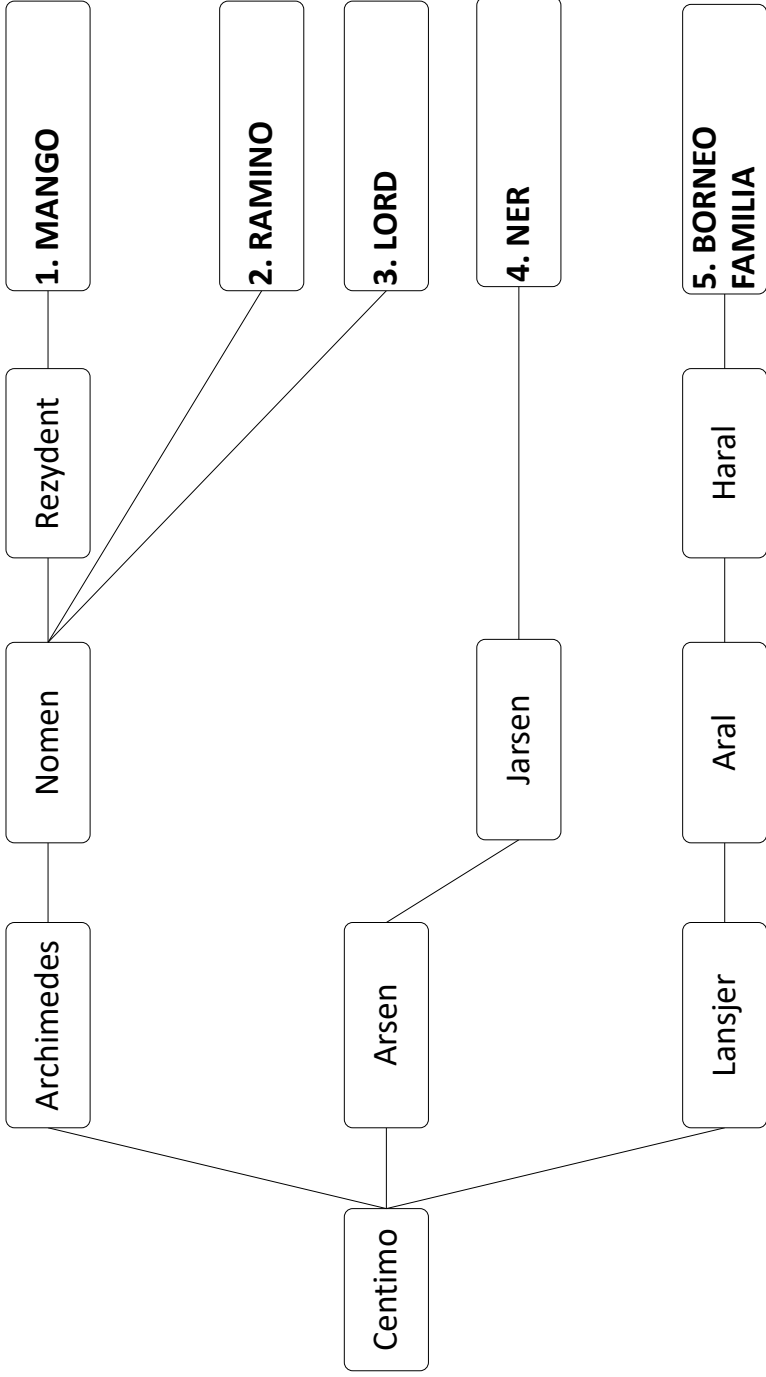 Centimo
Archimedes
Nomen
Rezydent
1. MANGO
2. RAMINO
3. LORD
Arsen
Jarsen
4. NER
Lansjer
Aral
Haral
5. BORNEO
FAMILIA